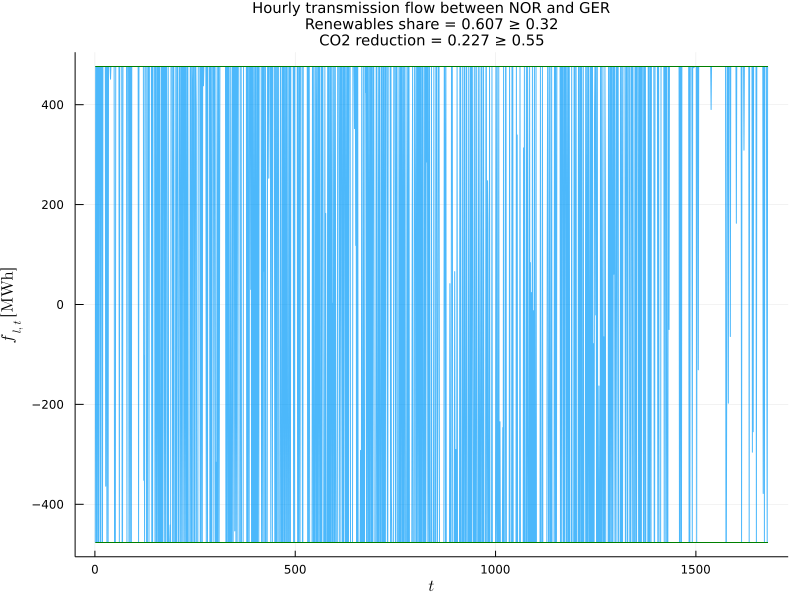 Hourly transmission flow between NOR and GER
Renewables share = 0.607 ≥ 0.32
CO2 reduction = 0.227 ≥ 0.55
400
200
0
−200
−400
f l,t [MWh]
0 500 1000 1500
t